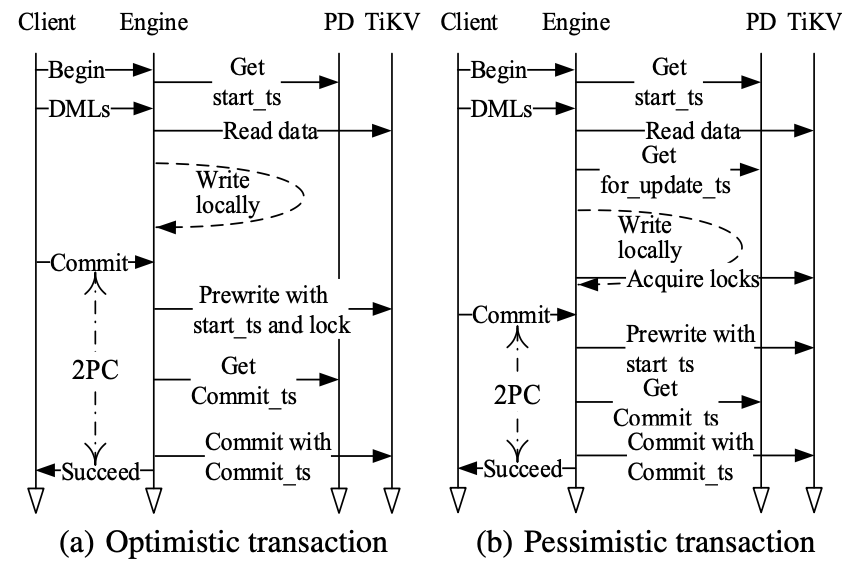 Client Engine PD TiKV
Begin
Get
start_ts
DMLs
Read data
Write
locally
Commit
Prewrite with
start_ts and lock
2PC
Get
Commit_ts
Commit with
Commit_ts
Succeed
(a) Optimistic transaction
Client Engine PD TiKV
Begin
Get
start_ts
DMLs
Read data
Get
for_update_ts
Write
locally
Acquire locks
Commit
Prewrite with
start_ts
2PC
Get
Commit_ts
Commit with
Commit_ts
Succeed
(b) Pessimistic transaction